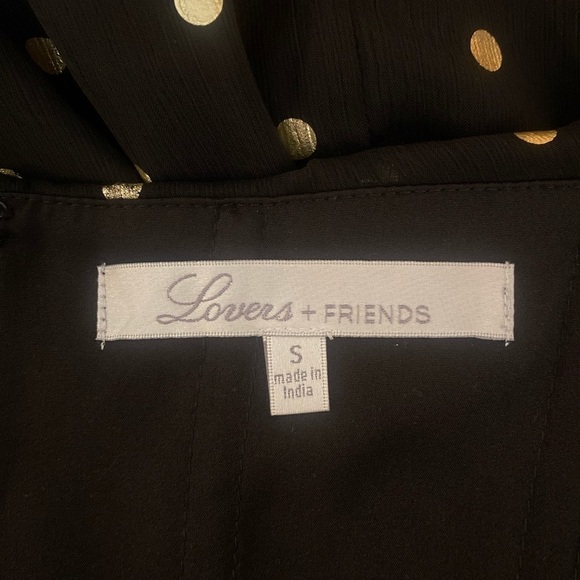 Lovers + FRIENDS
S
made in
India